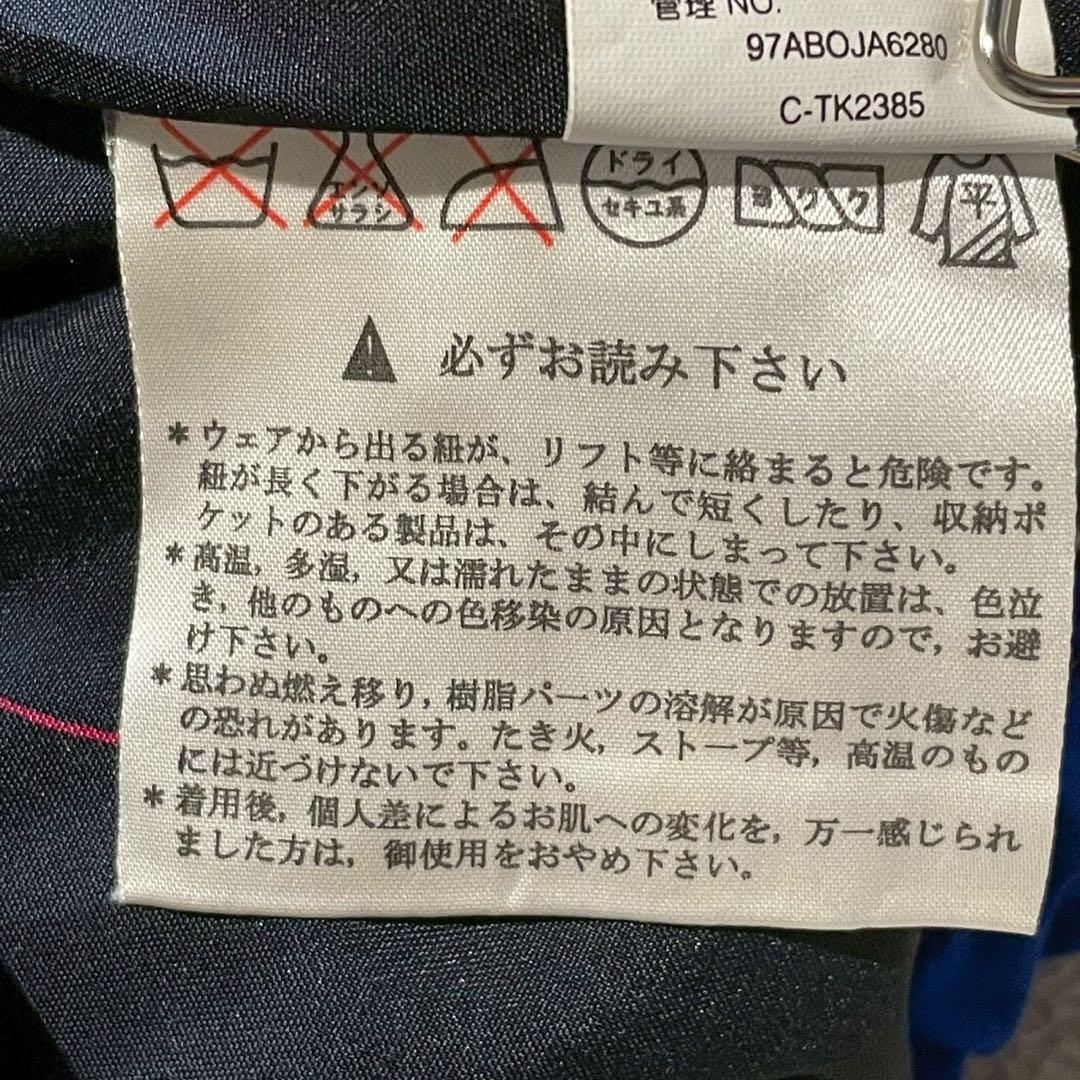 管理 NO.
97ABOJA6280
C-TK2385
エンソ
サラシ
ドライ
セキユ系
ヨワク
平
必ずお読み下さい
*ウェアから出る紐が、リフト等に絡まると危険です。
紐が長く下がる場合は、結んで短くしたり、収納ポ
ケットのある製品は、その中にしまって下さい。
*高温,多湿,又は濡れたままの状態での放置は、色泣
き,他のものへの色移染の原因となりますので,お避
け下さい。
*思わぬ燃え移り,樹脂パーツの溶解が原因で火傷など
の恐れがあります。たき火,ストーブ等,高温のもの
には近づけないで下さい。
*着用後,個人差によるお肌への変化を,万一感じられ
ました方は,御使用をおやめ下さい。